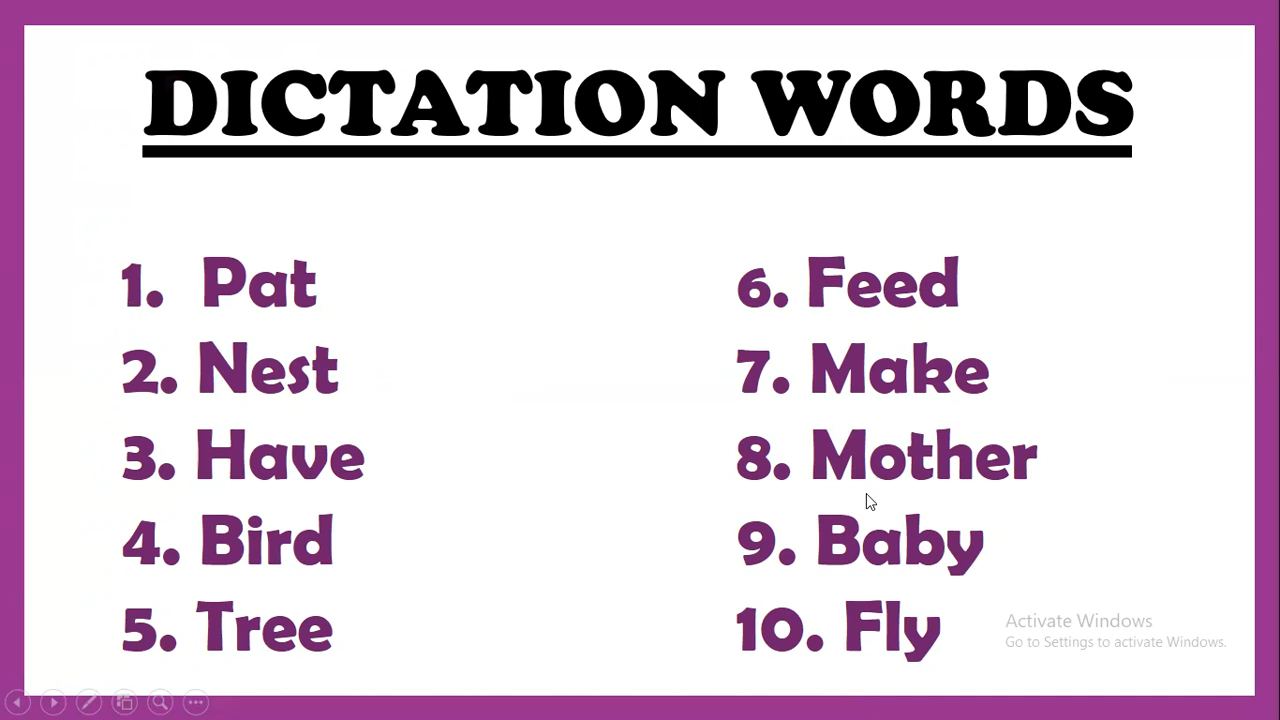 DICTATION WORDS
1. Pat
2. Nest
3. Have
4. Bird
5. Tree
6. Feed
7. Make
8. Mother
9. Baby
10. Fly
Activate Windows
Go to Settings to activate Windows.